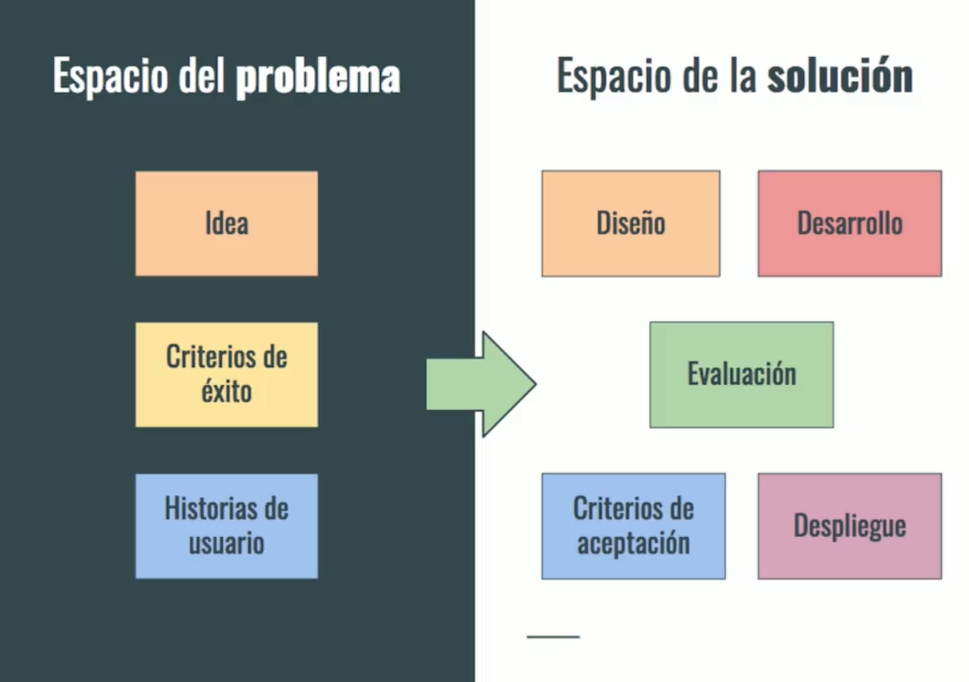 Espacio del problema
Idea
Criterios de
éxito
Historias de
usuario
Espacio de la solución
Diseño
Desarrollo
Evaluación
Criterios de
aceptación
Despliegue